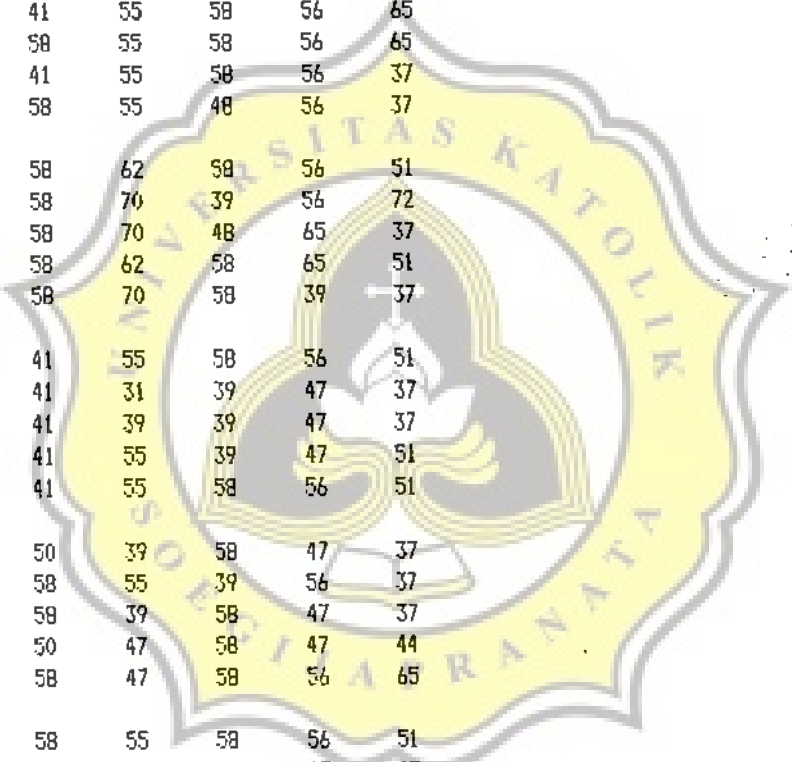 41 55 58 56 65
58 55 58 56 65
41 55 58 56 37
58 55 48 56 37
58 62 58 56 51
58 70 39 56 72
58 70 48 65 37
58 62 58 65 51
58 70 58 39 37
41 55 58 56 51
41 31 39 47 37
41 39 39 47 37
41 55 39 47 51
41 55 58 56 51
50 39 58 47 37
58 55 39 56 37
58 39 58 47 37
50 47 58 47 44
58 47 58 56 65
58 55 58 56 51
UNIVERSITAS KATOLIK
SOEGIJAPRANATA